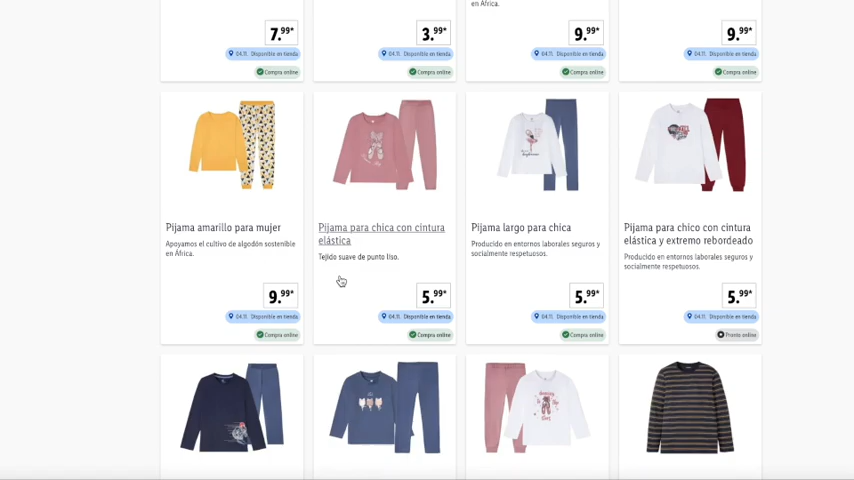 en África.
7.99*
3.99*
9.99*
9.99*
04.11. Disponible en tienda
04.11. Disponible en tienda
04.11. Disponible en tienda
04.11. Disponible en tienda
Compra online
Compra online
Compra online
Compra online
Pijama amarillo para mujer
Apoyamos el cultivo de algodón sostenible
en África.
9.99*
04.11. Disponible en tienda
Compra online
Pijama para chica con cintura
elástica
Tejido suave de punto liso.
5.99*
04.11. Disponible en tienda
Compra online
Pijama largo para chica
Producido en entornos laborales seguros y
socialmente respetuosos.
5.99*
04.11. Disponible en tienda
Compra online
Pijama para chico con cintura
elástica y extremo rebordeado
Producido en entornos laborales seguros y
socialmente respetuosos.
5.99*
04.11. Disponible en tienda
Pronto online